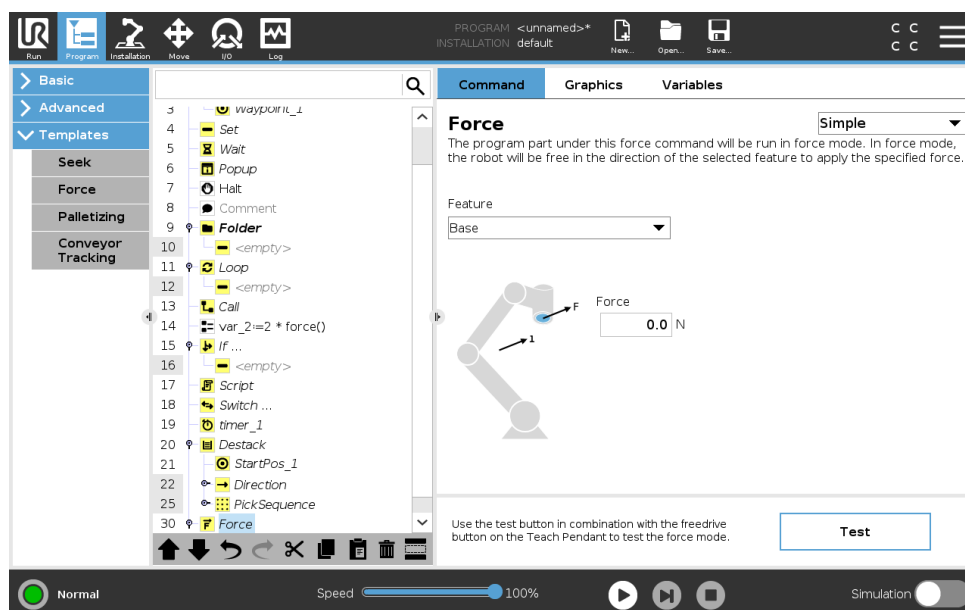 PROGRAM <unnamed>*
INSTALLATION default
UR
Run
Program
Installation
Move
I/O
Log
New...
Open...
Save...
C C
C C
Basic
Advanced
Templates
Seek
Force
Palletizing
Conveyor
Tracking
3 Waypoint_1
4 Set
5 Wait
6 Popup
7 Halt
8 Comment
9 Folder
10 <empty>
11 Loop
12 <empty>
13 Call
14 var_2:=2 * force()
15 If ...
16 <empty>
17 Script
18 Switch ...
19 timer_1
20 Destack
21 StartPos_1
22 Direction
25 PickSequence
30 Force
Command Graphics Variables
Force
Simple
The program part under this force command will be run in force mode. In force mode,
the robot will be free in the direction of the selected feature to apply the specified force.
Feature
Base
F
1
Force
0.0 N
Use the test button in combination with the freedrive
button on the Teach Pendant to test the force mode.
Test
Normal
Speed 100%
Simulation